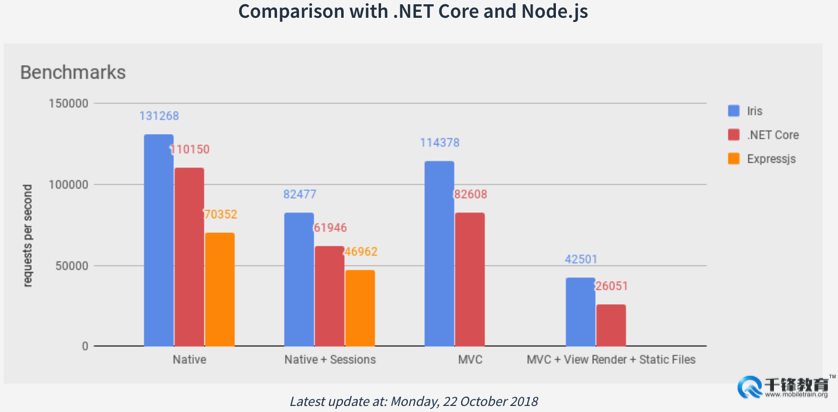 Comparison with .NET Core and Node.js
Benchmarks
150000
100000
50000
0
requests per second
131268
110150
70352
82477
61946
46962
114378
82608
42501
26051
Native
Native + Sessions
MVC
MVC + View Render + Static Files
Iris
.NET Core
Expressjs
千锋教育™
www.mobiletrain.org
Latest update at: Monday, 22 October 2018